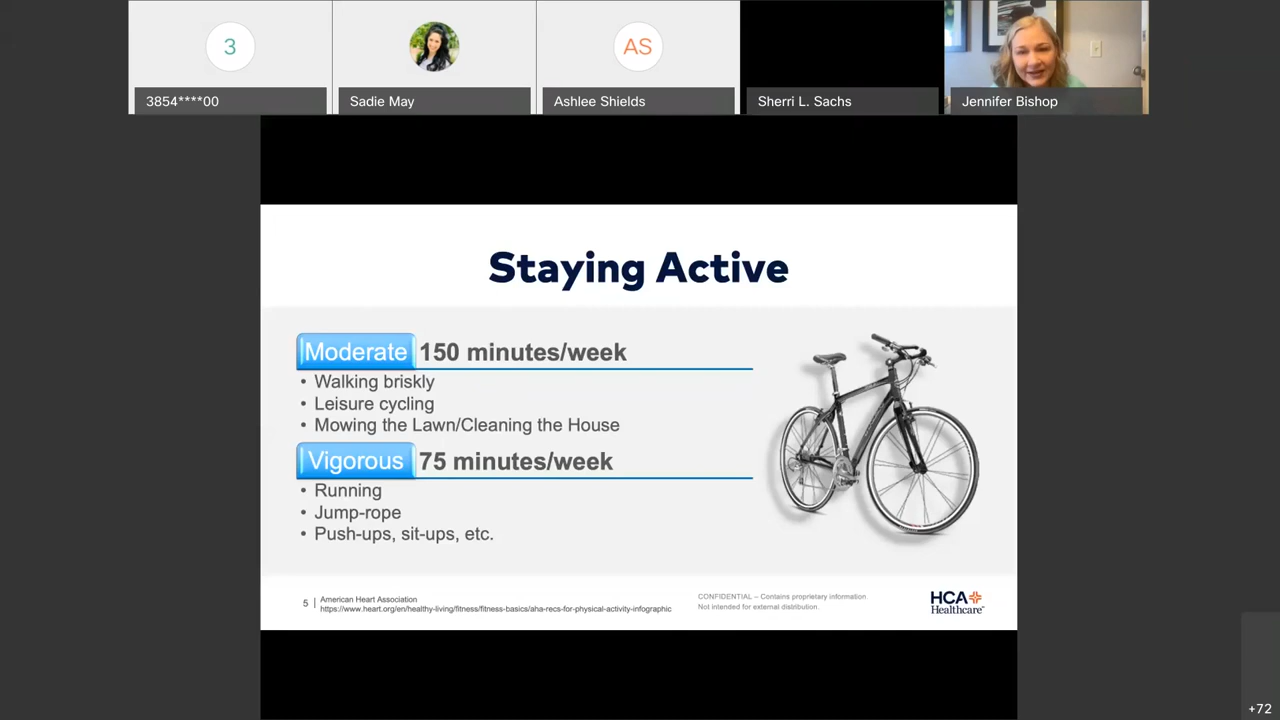 3
AS
3854****00
Sadie May
Ashlee Shields
Sherri L. Sachs
Jennifer Bishop
Staying Active
Moderate 150 minutes/week
• Walking briskly
• Leisure cycling
• Mowing the Lawn/Cleaning the House
Vigorous 75 minutes/week
• Running
• Jump-rope
• Push-ups, sit-ups, etc.
5 | American Heart Association
https://www.heart.org/en/healthy-living/fitness/fitness-basics/aha-recs-for-physical-activity-infographic
CONFIDENTIAL – Contains proprietary information.
Not intended for external distribution.
HCA
Healthcare™
+72